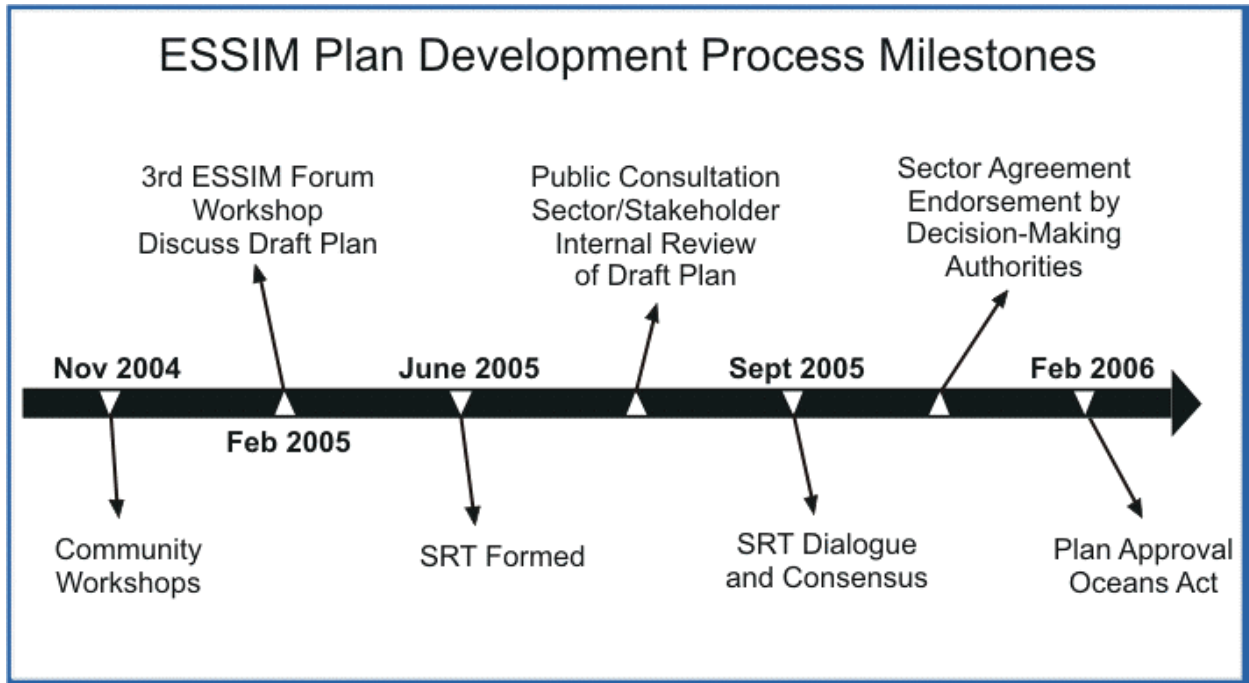 ESSIM Plan Development Process Milestones
3rd ESSIM Forum
Workshop
Discuss Draft Plan
Public Consultation
Sector/Stakeholder
Internal Review
of Draft Plan
Sector Agreement
Endorsement by
Decision-Making
Authorities
Nov 2004
June 2005
Sept 2005
Feb 2006
Feb 2005
Community
Workshops
SRT Formed
SRT Dialogue
and Consensus
Plan Approval
Oceans Act